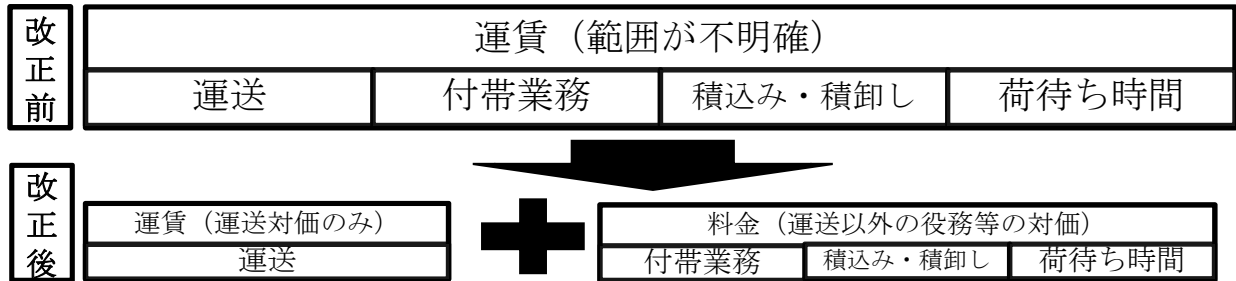 改正前
運賃（範囲が不明確）
運送 付帯業務 積込み・積卸し 荷待ち時間
改正後
運賃（運送対価のみ） 料金（運送以外の役務等の対価）
運送 付帯業務 積込み・積卸し 荷待ち時間